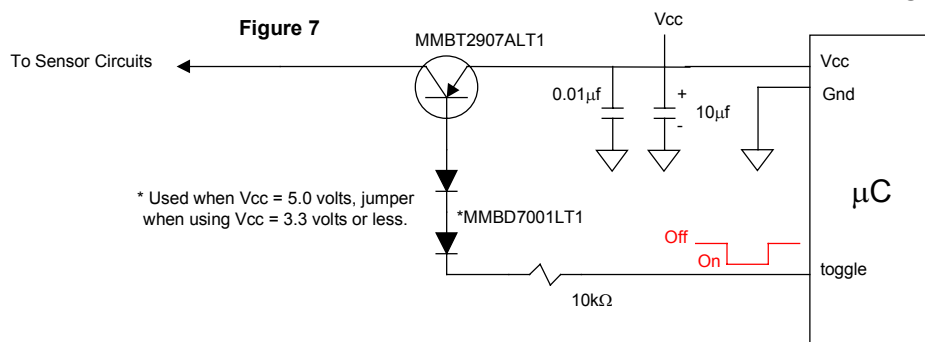 Figure 7
Vcc
MMBT2907ALT1
To Sensor Circuits
Vcc
0.01µf
+
10µf
-
Gnd
* Used when Vcc = 5.0 volts, jumper
when using Vcc = 3.3 volts or less.
*MMBD7001LT1
µC
Off
On
toggle
10kΩ